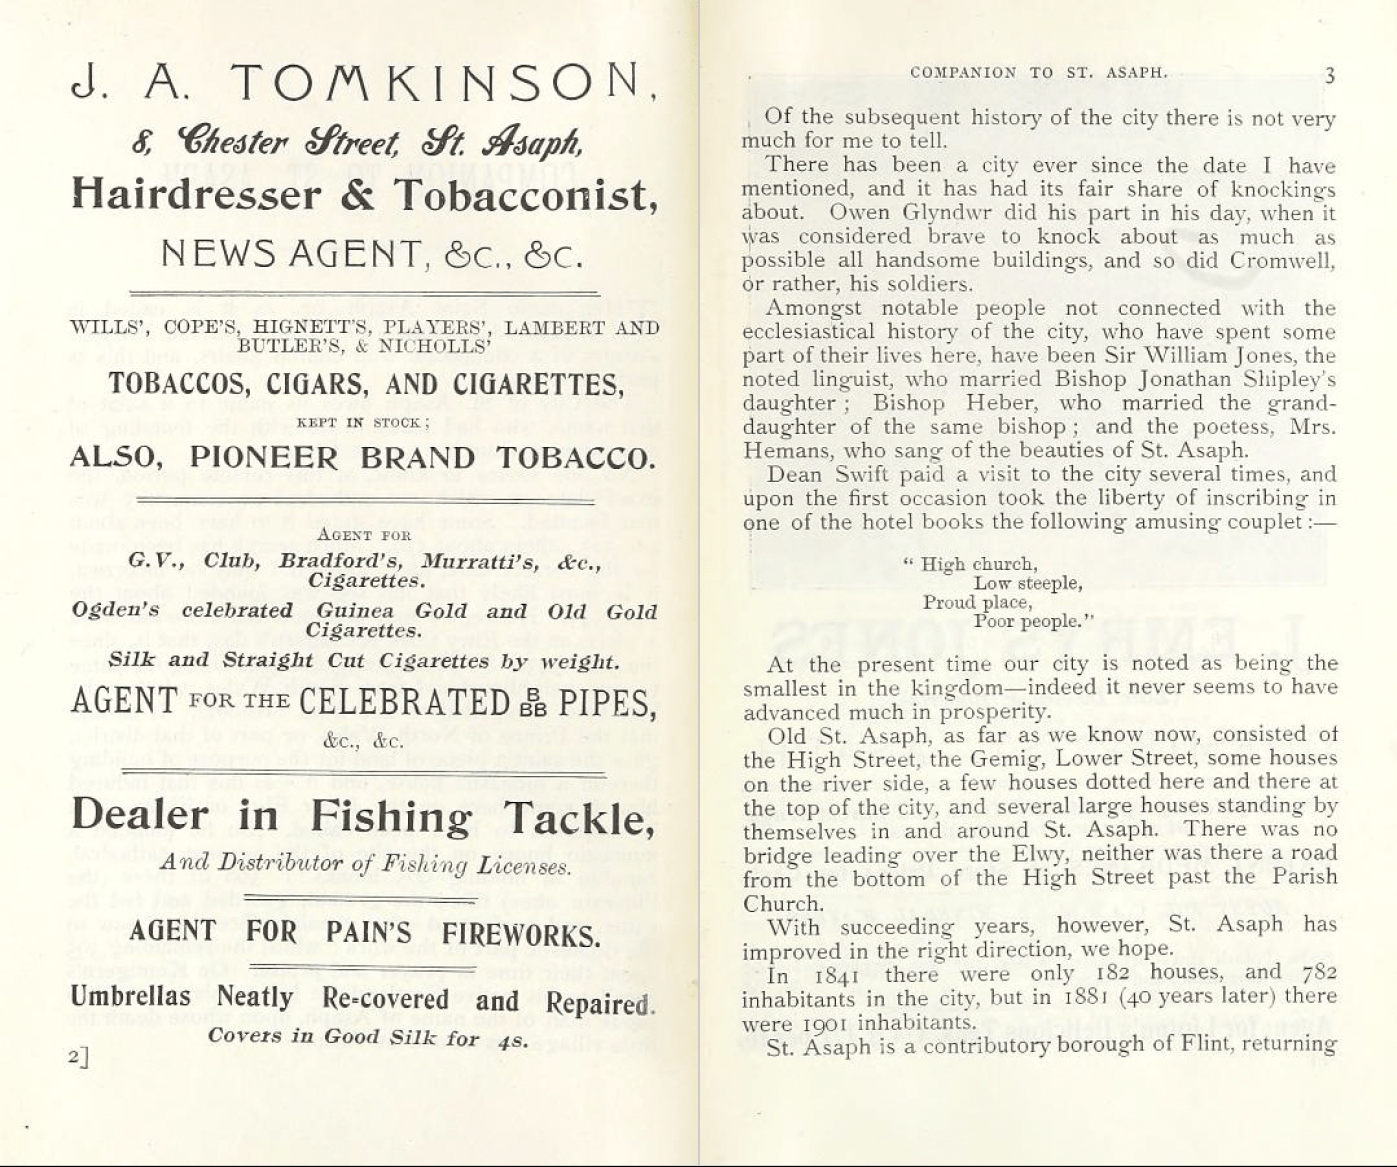 J. A. TOMKINSON,
8, Chester Street, St. Asaph,
Hairdresser & Tobacconist,
NEWS AGENT, &c., &c.
WILLS', COPE'S, HIGNETT'S, PLAYERS', LAMBERT AND
BUTLER'S, & NICHOLLS'
TOBACCOS, CIGARS, AND CIGARETTES,
KEPT IN STOCK;
ALSO, PIONEER BRAND TOBACCO.
AGENT FOR
G.V., Club, Bradford's, Murratti's, &c.,
Cigarettes.
Ogden's celebrated Guinea Gold and Old Gold
Cigarettes.
Silk and Straight Cut Cigarettes by weight.
AGENT FOR THE CELEBRATED B BB PIPES,
&c., &c.
Dealer in Fishing Tackle,
And Distributor of Fishing Licenses.
AGENT FOR PAIN'S FIREWORKS.
Umbrellas Neatly Re=covered and Repaired.
Covers in Good Silk for 4s.
2]
COMPANION TO ST. ASAPH. 3
Of the subsequent history of the city there is not very
much for me to tell.
There has been a city ever since the date I have
mentioned, and it has had its fair share of knockings
about. Owen Glyndwr did his part in his day, when it
was considered brave to knock about as much as
possible all handsome buildings, and so did Cromwell,
or rather, his soldiers.
Amongst notable people not connected with the
ecclesiastical history of the city, who have spent some
part of their lives here, have been Sir William Jones, the
noted linguist, who married Bishop Jonathan Shipley's
daughter; Bishop Heber, who married the grand-
daughter of the same bishop; and the poetess, Mrs.
Hemans, who sang of the beauties of St. Asaph.
Dean Swift paid a visit to the city several times, and
upon the first occasion took the liberty of inscribing in
one of the hotel books the following amusing couplet:—
“ High church,
Low steeple,
Proud place,
Poor people.”
At the present time our city is noted as being the
smallest in the kingdom—indeed it never seems to have
advanced much in prosperity.
Old St. Asaph, as far as we know now, consisted of
the High Street, the Gemig, Lower Street, some houses
on the river side, a few houses dotted here and there at
the top of the city, and several large houses standing by
themselves in and around St. Asaph. There was no
bridge leading over the Elwy, neither was there a road
from the bottom of the High Street past the Parish
Church.
With succeeding years, however, St. Asaph has
improved in the right direction, we hope.
In 1841 there were only 182 houses, and 782
inhabitants in the city, but in 1881 (40 years later) there
were 1901 inhabitants.
St. Asaph is a contributory borough of Flint, returning